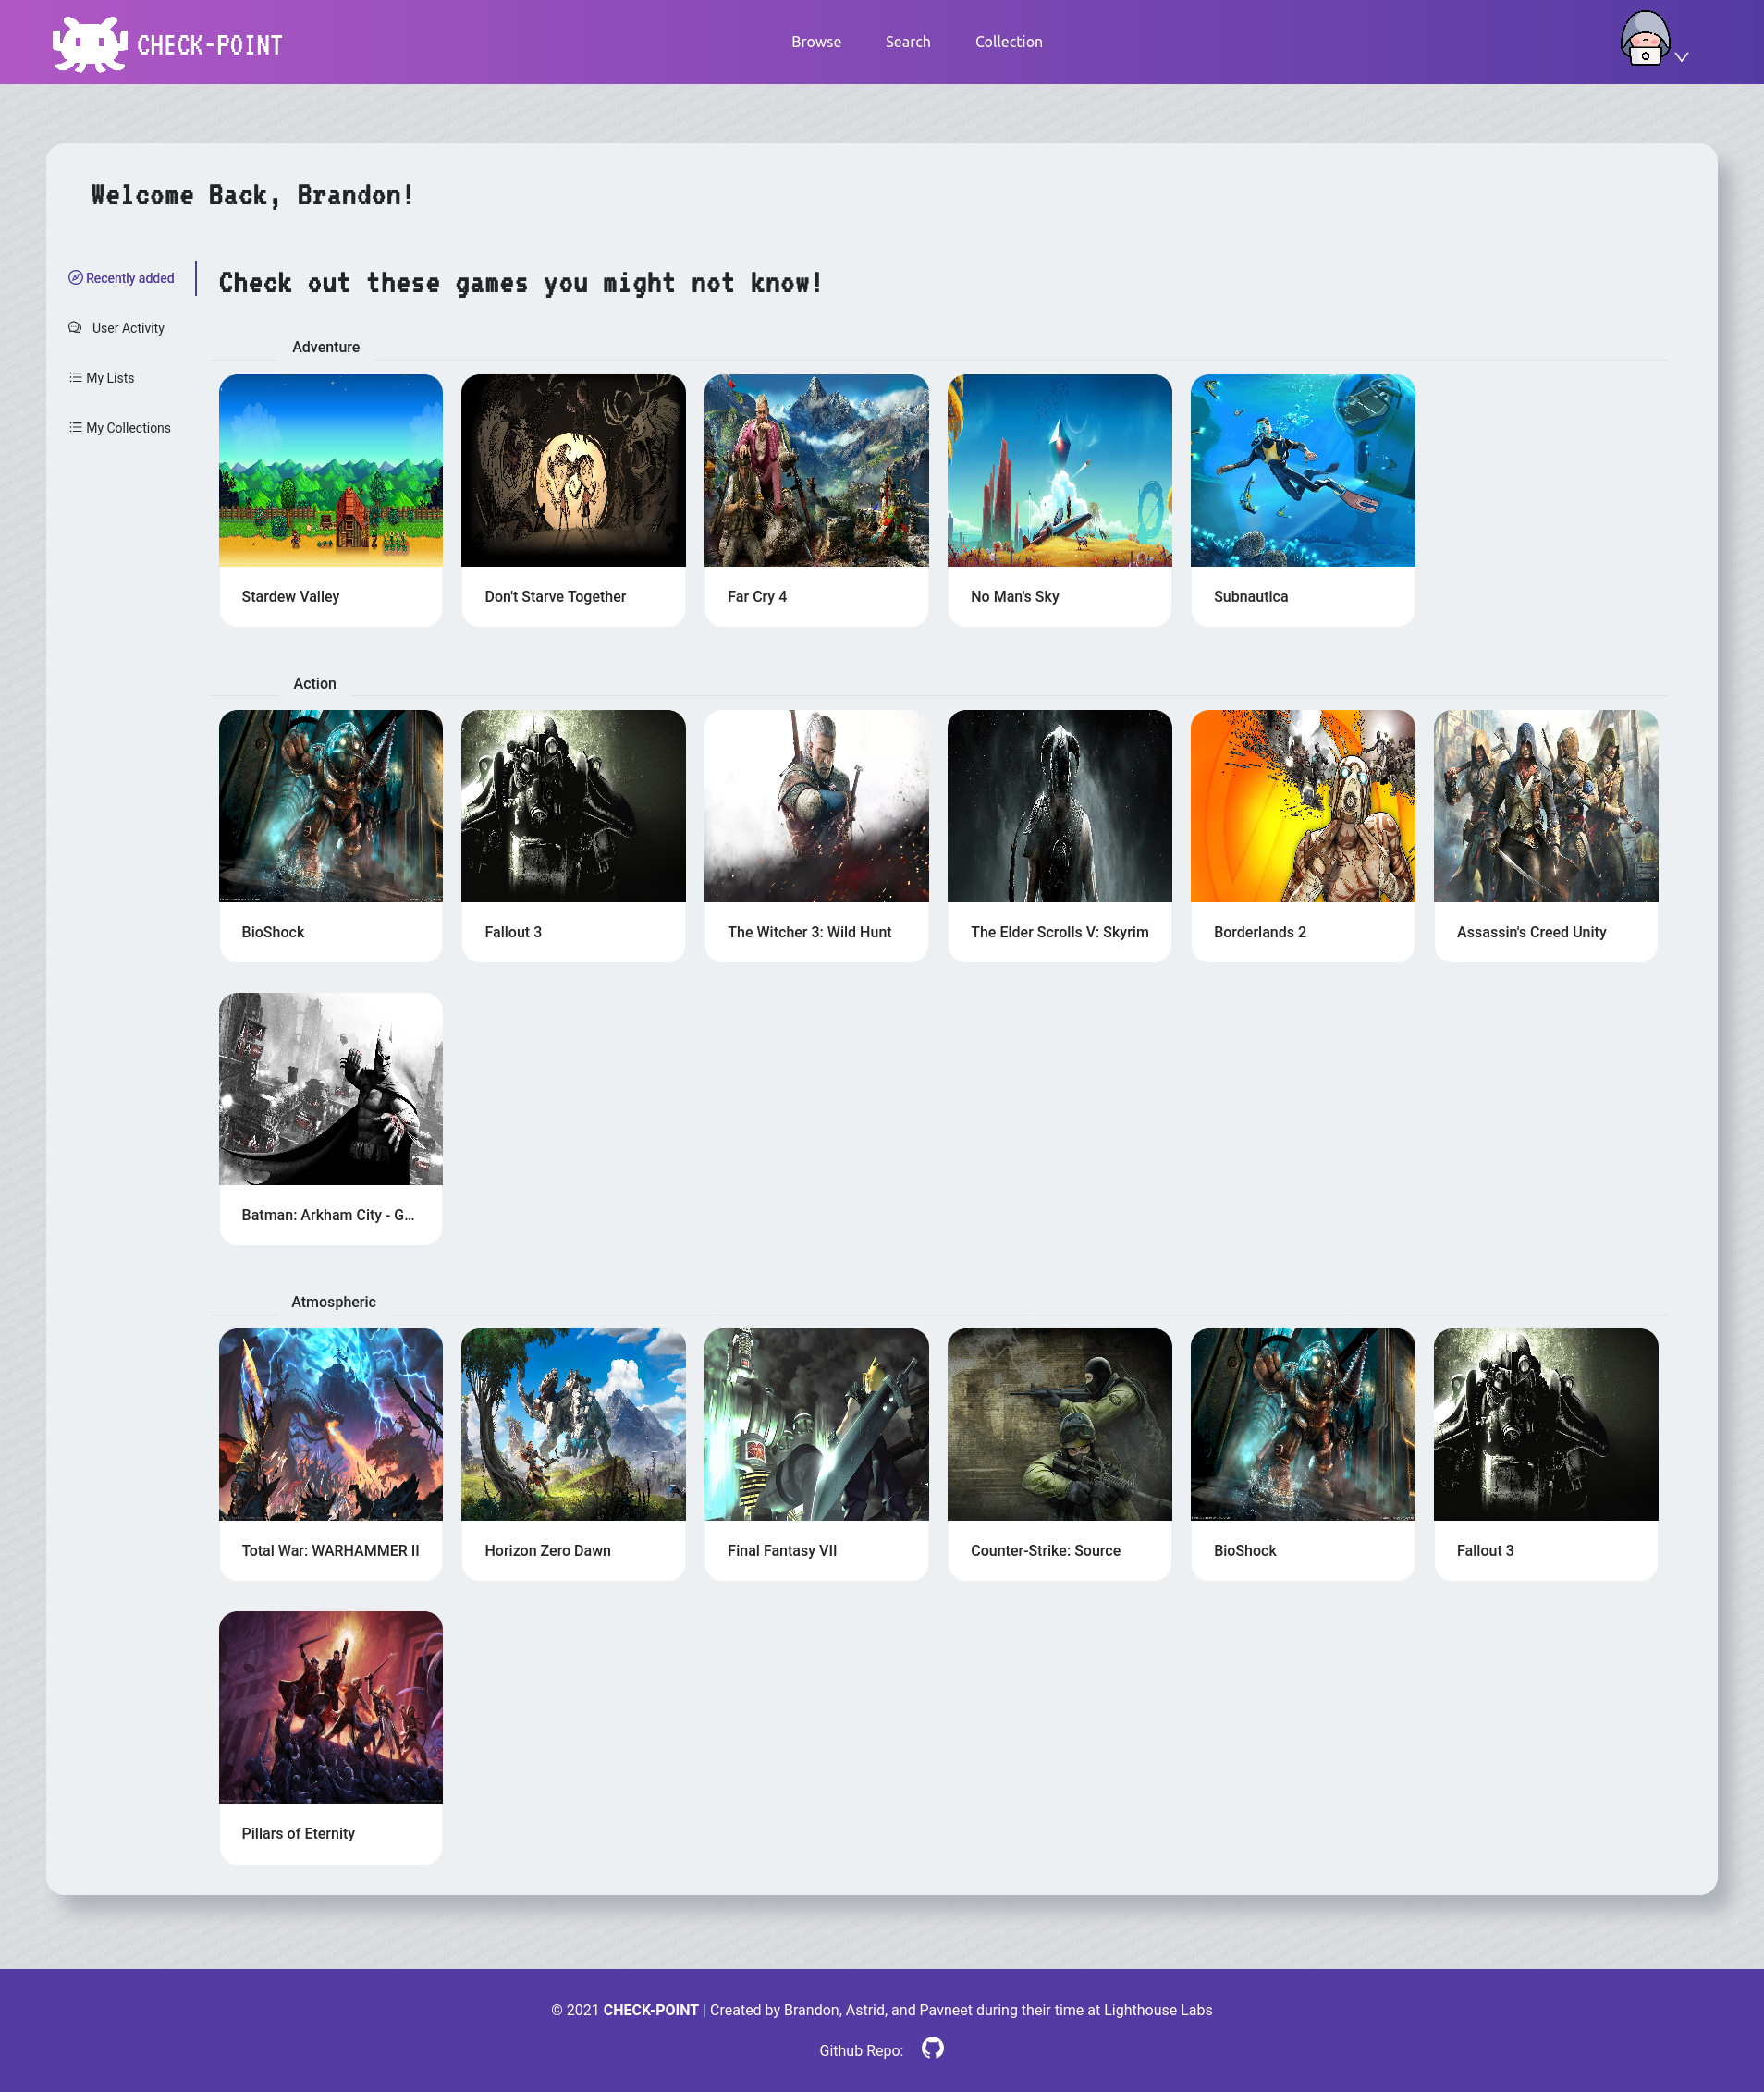 CHECK-POINT
Browse
Search
Collection
Welcome Back, Brandon!
Recently added
User Activity
My Lists
My Collections
Check out these games you might not know!
Adventure
Stardew Valley
Don't Starve Together
Far Cry 4
No Man's Sky
Subnautica
Action
BioShock
Fallout 3
The Witcher 3: Wild Hunt
The Elder Scrolls V: Skyrim
Borderlands 2
Assassin's Creed Unity
Batman: Arkham City - G...
Atmospheric
Total War: WARHAMMER II
Horizon Zero Dawn
Final Fantasy VII
Counter-Strike: Source
BioShock
Fallout 3
Pillars of Eternity
© 2021 CHECK-POINT | Created by Brandon, Astrid, and Pavneet during their time at Lighthouse Labs
Github Repo: